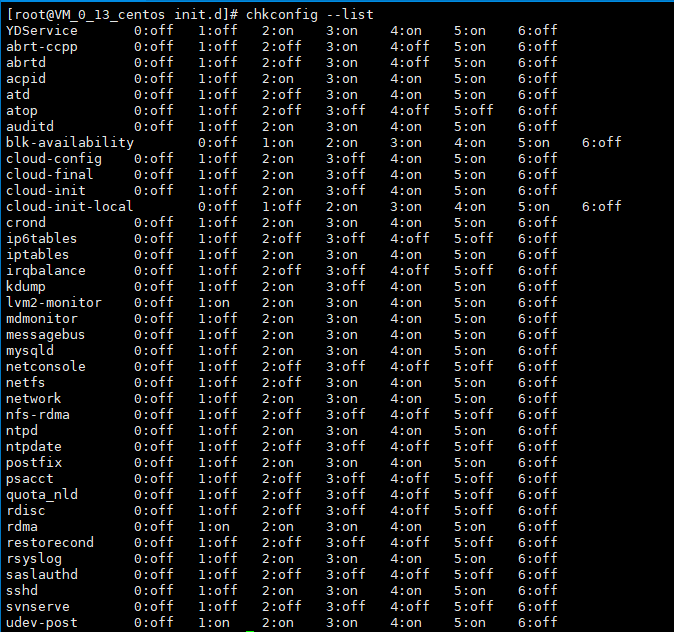 [root@VM_0_13_centos init.d]# chkconfig --list
YDService       0:off   1:off   2:on    3:on    4:on    5:on    6:off
abrt-ccpp       0:off   1:off   2:off   3:on    4:off   5:on    6:off
abrtd           0:off   1:off   2:off   3:on    4:off   5:on    6:off
acpid           0:off   1:off   2:on    3:on    4:on    5:on    6:off
atd             0:off   1:off   2:off   3:on    4:on    5:on    6:off
atop            0:off   1:off   2:off   3:off   4:off   5:off   6:off
auditd          0:off   1:off   2:on    3:on    4:on    5:on    6:off
blk-availability        0:off   1:on    2:on    3:on    4:on    5:on    6:off
cloud-config    0:off   1:off   2:off   3:off   4:on    5:on    6:off
cloud-final     0:off   1:off   2:off   3:off   4:on    5:on    6:off
cloud-init      0:off   1:off   2:off   3:off   4:on    5:on    6:off
cloud-init-local        0:off   1:off   2:on    3:on    4:on    5:on    6:off
crond           0:off   1:off   2:on    3:on    4:on    5:on    6:off
ip6tables       0:off   1:off   2:off   3:off   4:off   5:off   6:off
iptables        0:off   1:off   2:on    3:on    4:on    5:on    6:off
irqbalance      0:off   1:off   2:off   3:off   4:off   5:off   6:off
kdump           0:off   1:off   2:on    3:on    4:on    5:on    6:off
lvm2-monitor    0:off   1:on    2:on    3:on    4:on    5:on    6:off
mdmonitor       0:off   1:off   2:on    3:on    4:on    5:on    6:off
messagebus      0:off   1:off   2:on    3:on    4:on    5:on    6:off
mysqld          0:off   1:off   2:on    3:on    4:on    5:on    6:off
netconsole      0:off   1:off   2:off   3:off   4:off   5:off   6:off
netfs           0:off   1:off   2:off   3:on    4:on    5:on    6:off
network         0:off   1:off   2:on    3:on    4:on    5:on    6:off
nfs-rdma        0:off   1:off   2:off   3:off   4:off   5:off   6:off
ntpd            0:off   1:off   2:on    3:on    4:on    5:on    6:off
ntpdate         0:off   1:off   2:off   3:off   4:off   5:off   6:off
postfix         0:off   1:off   2:on    3:on    4:on    5:on    6:off
psacct          0:off   1:off   2:off   3:off   4:off   5:off   6:off
quota_nld       0:off   1:off   2:off   3:off   4:off   5:off   6:off
rdisc           0:off   1:off   2:off   3:off   4:off   5:off   6:off
rdma            0:off   1:on    2:on    3:on    4:on    5:on    6:off
restorecond     0:off   1:off   2:off   3:off   4:off   5:off   6:off
rsyslog         0:off   1:off   2:on    3:on    4:on    5:on    6:off
saslauthd       0:off   1:off   2:off   3:off   4:off   5:off   6:off
sshd            0:off   1:off   2:on    3:on    4:on    5:on    6:off
svnserve        0:off   1:off   2:off   3:off   4:off   5:off   6:off
udev-post       0:off   1:on    2:on    3:on    4:on    5:on    6:off